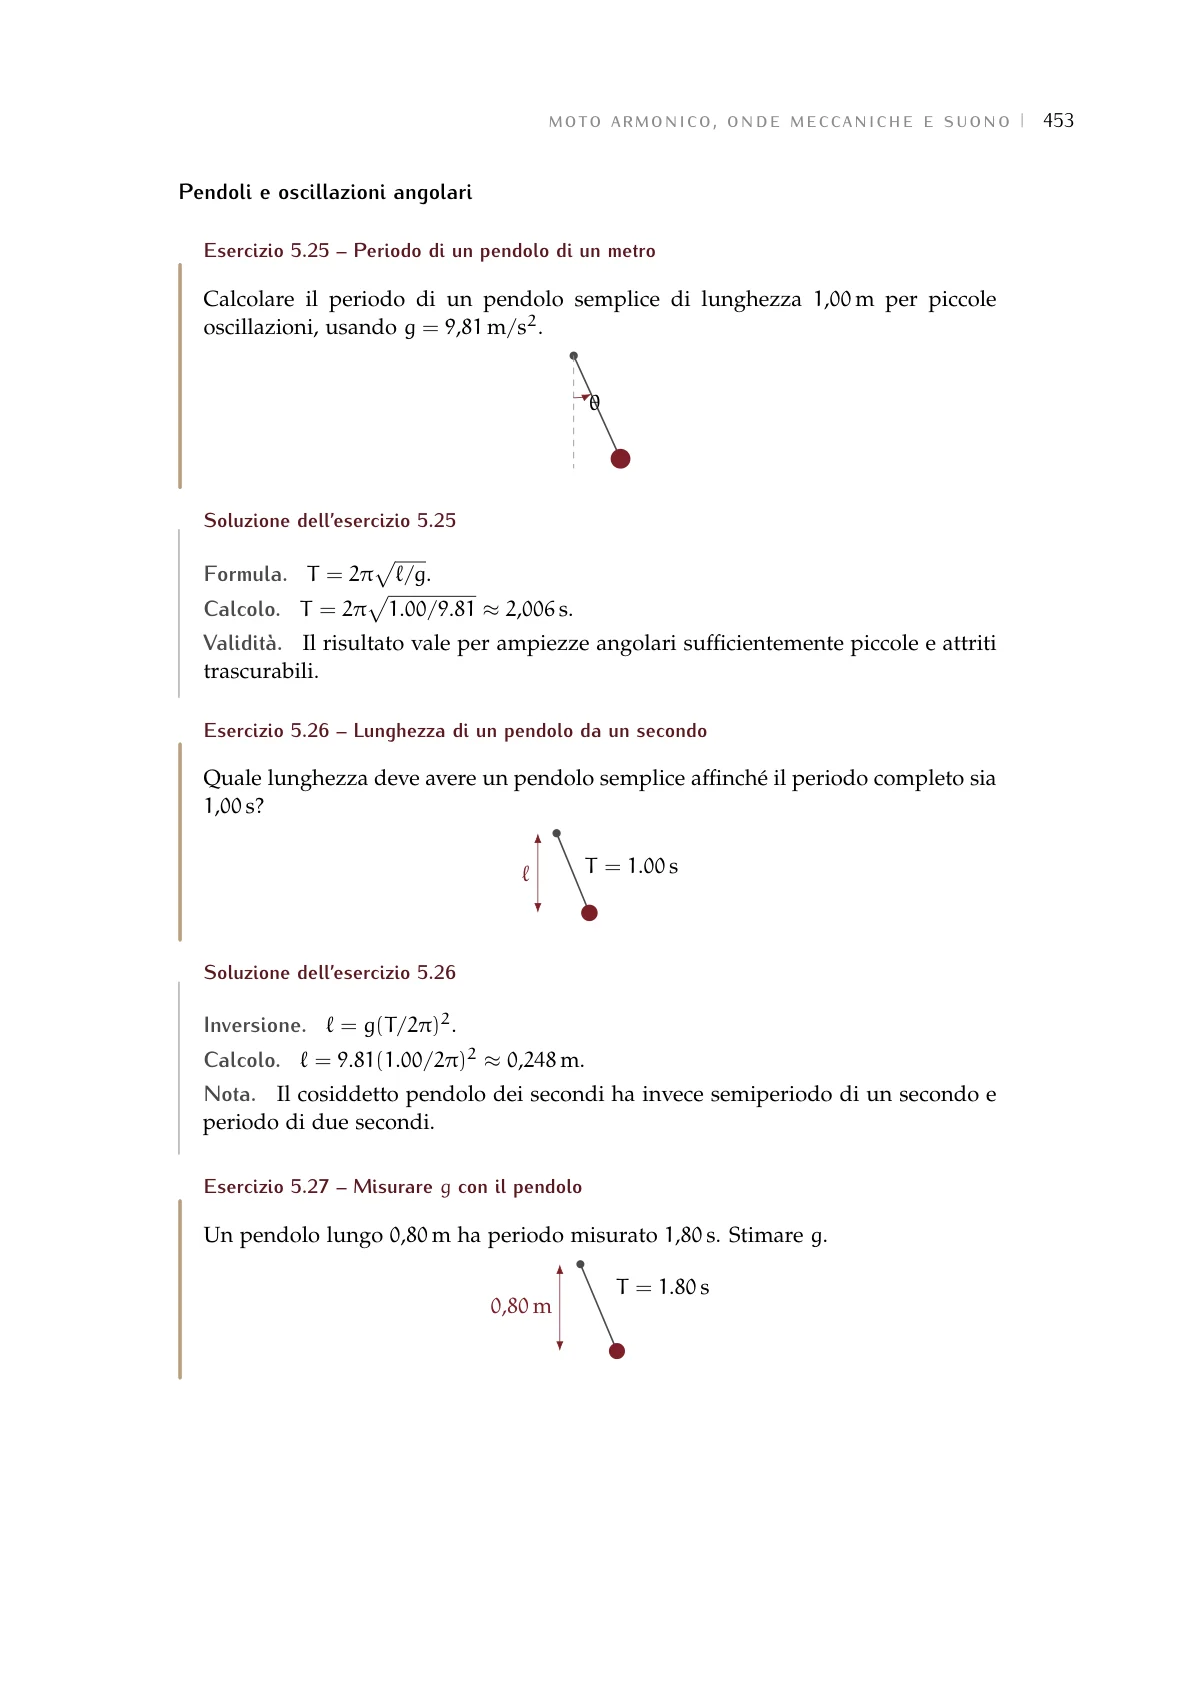 MOTO ARMONICO, ONDE MECCANICHE E SUONO | 453
Pendoli e oscillazioni angolari
Esercizio 5.25 – Periodo di un pendolo di un metro
Calcolare il periodo di un pendolo semplice di lunghezza 1,00 m per piccole
oscillazioni, usando g = 9,81 m/s².
θ
Soluzione dell'esercizio 5.25
Formula. T = 2π√ℓ/g.
Calcolo. T = 2π√1.00/9.81 ≈ 2,006 s.
Validità. Il risultato vale per ampiezze angolari sufficientemente piccole e attriti
trascurabili.
Esercizio 5.26 – Lunghezza di un pendolo da un secondo
Quale lunghezza deve avere un pendolo semplice affinché il periodo completo sia
1,00 s?
ℓ T = 1.00 s
Soluzione dell'esercizio 5.26
Inversione. ℓ = g(T/2π)².
Calcolo. ℓ = 9.81(1.00/2π)² ≈ 0,248 m.
Nota. Il cosiddetto pendolo dei secondi ha invece semiperiodo di un secondo e
periodo di due secondi.
Esercizio 5.27 – Misurare g con il pendolo
Un pendolo lungo 0,80 m ha periodo misurato 1,80 s. Stimare g.
T = 1.80 s
0,80 m